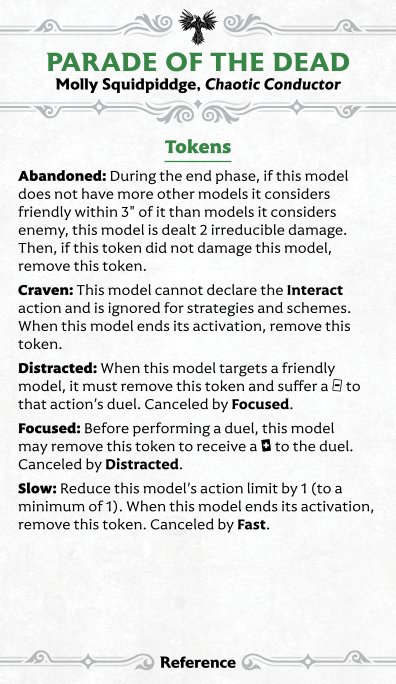 PARADE OF THE DEAD
Molly Squidpiddge, Chaotic Conductor
Tokens
Abandoned: During the end phase, if this model
does not have more other models it considers
friendly within 3" of it than models it considers
enemy, this model is dealt 2 irreducible damage.
Then, if this token did not damage this model,
remove this token.
Craven: This model cannot declare the Interact
action and is ignored for strategies and schemes.
When this model ends its activation, remove this
token.
Distracted: When this model targets a friendly
model, it must remove this token and suffer a to
that action's duel. Canceled by Focused.
Focused: Before performing a duel, this model
may remove this token to receive a to the duel.
Canceled by Distracted.
Slow: Reduce this model's action limit by 1 (to a
minimum of 1). When this model ends its activation,
remove this token. Canceled by Fast.
Reference